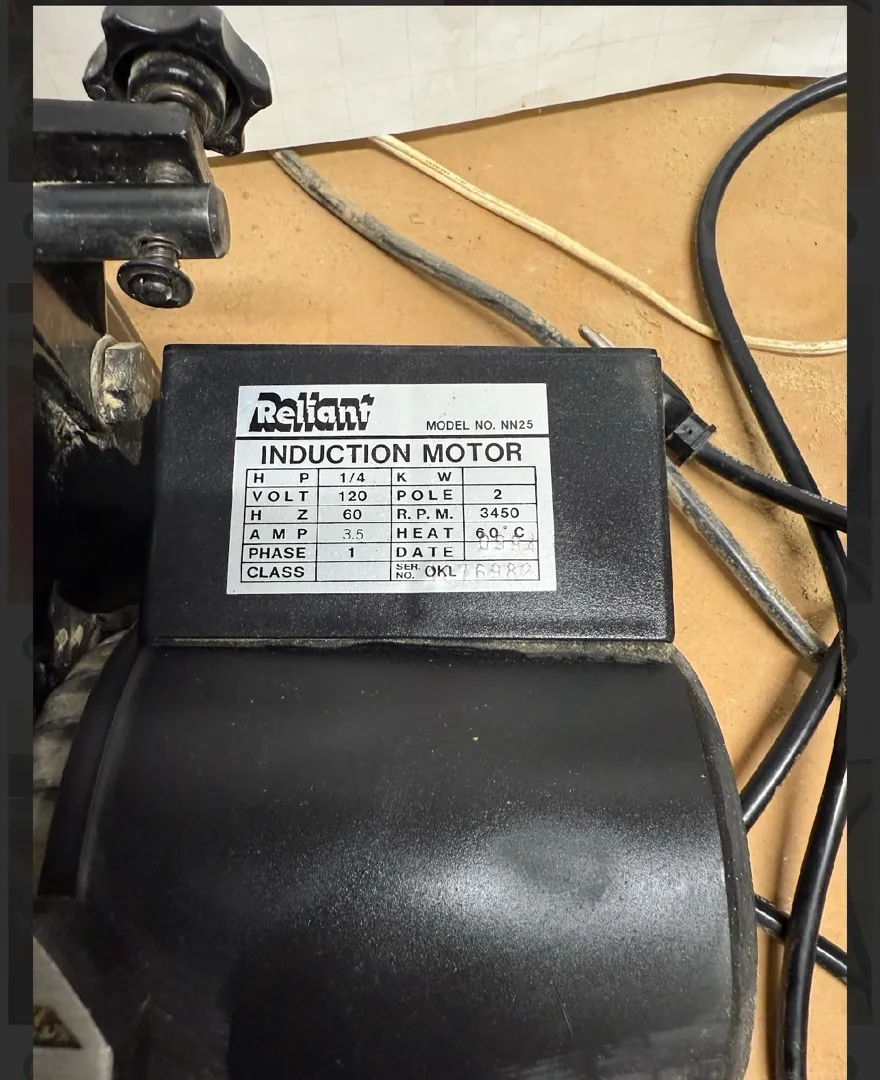 Reliant
MODEL NO. NN25
INDUCTION MOTOR
H P 1/4 K W
VOLT 120 POLE 2
H Z 60 R.P.M. 3450
A M P 3.5 HEAT 60°C
PHASE 1 DATE
CLASS SER. NO. OKL